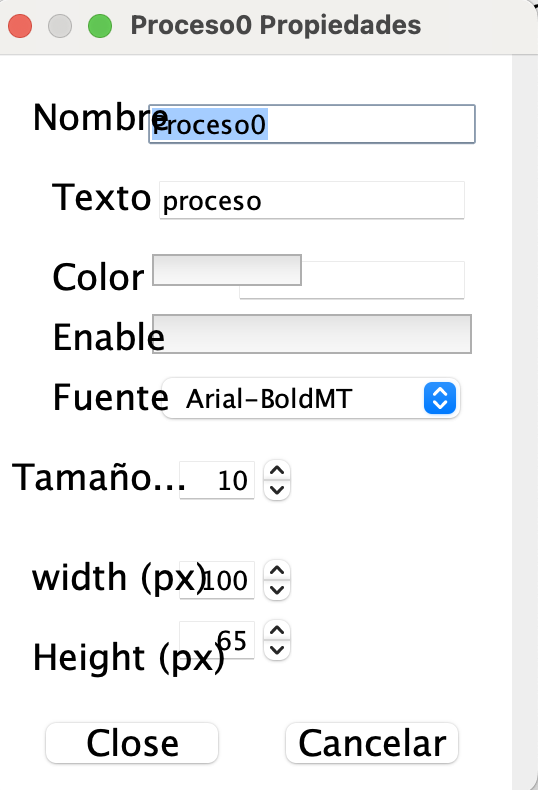 Proceso0 Propiedades
Nombre Proceso0
Texto proceso
Color
Enable
Fuente Arial-BoldMT
Tamaño... 10
width (px) 100
Height (px) 65
Close Cancelar